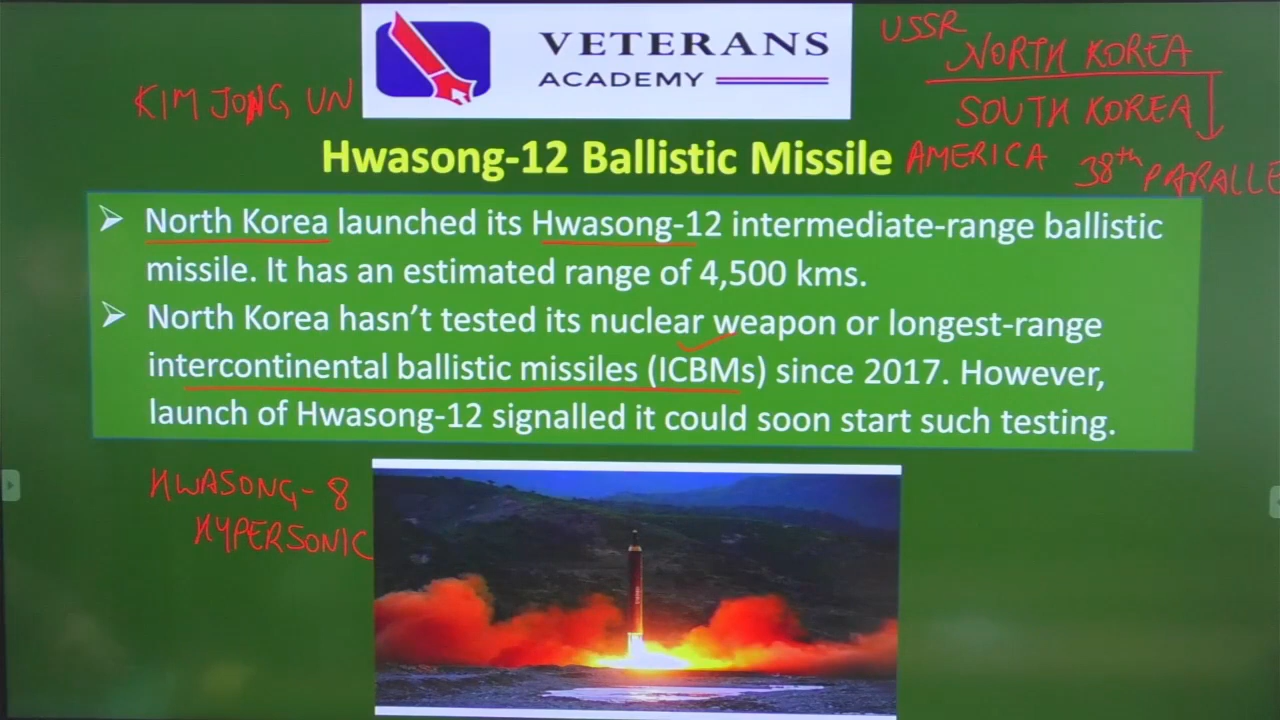 VETERANS
ACADEMY
USSR
NORTH KOREA
SOUTH KOREA
KIM JONG UN
Hwasong-12 Ballistic Missile
AMERICA
38th PARALLE
➢ North Korea launched its Hwasong-12 intermediate-range ballistic
missile. It has an estimated range of 4,500 kms.
➢ North Korea hasn't tested its nuclear weapon or longest-range
intercontinental ballistic missiles (ICBMs) since 2017. However,
launch of Hwasong-12 signalled it could soon start such testing.
HWASONG-8
HYPERSONIC